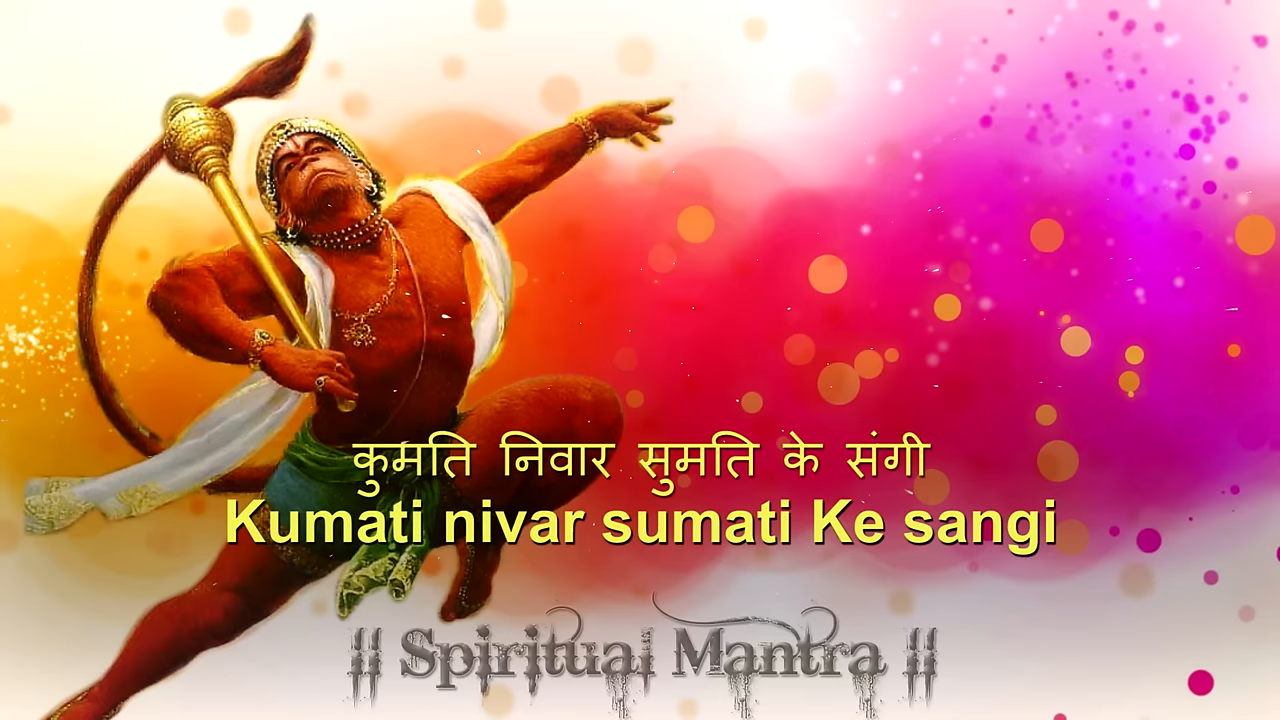 कुमति निवार सुमति के संगी
Kumati nivar sumati Ke sangi
|| Spiritual Mantra ||